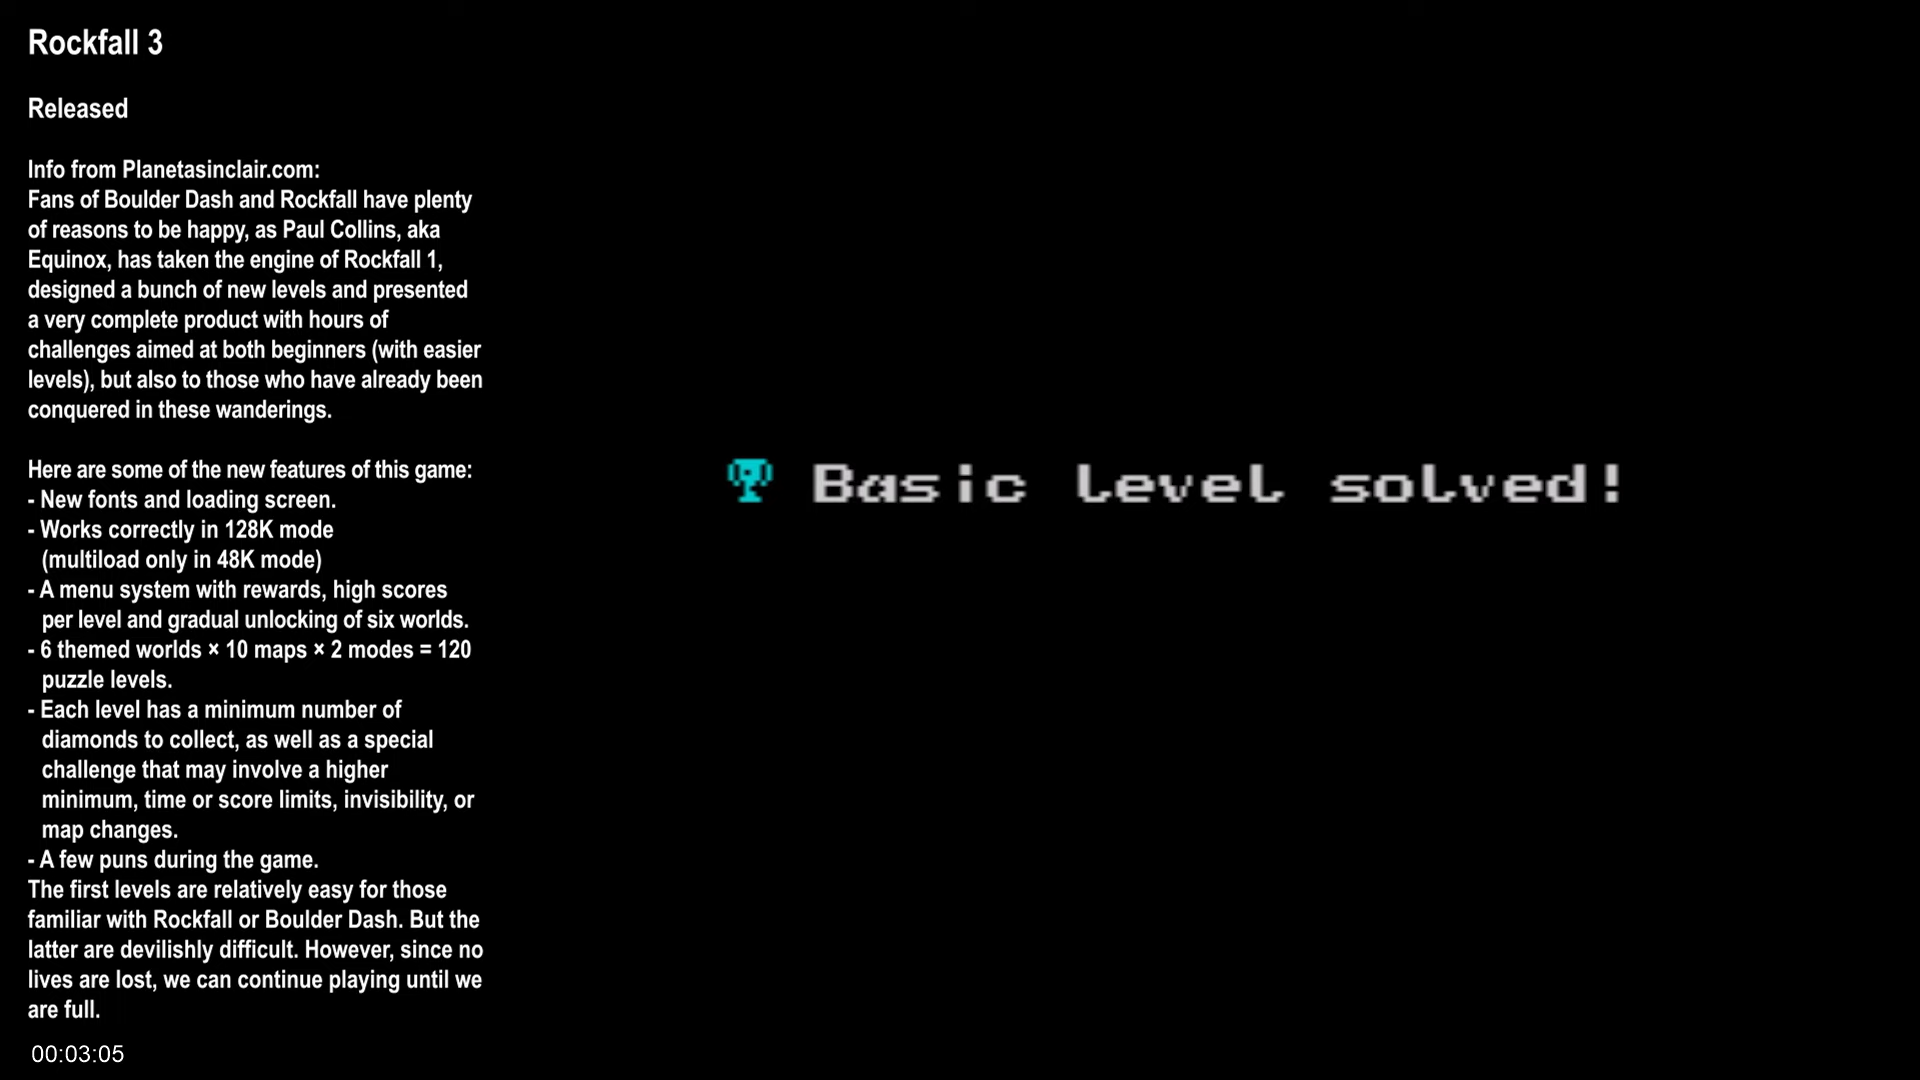 Rockfall 3
Released
Info from Planetasinclair.com:
Fans of Boulder Dash and Rockfall have plenty
of reasons to be happy, as Paul Collins, aka
Equinox, has taken the engine of Rockfall 1,
designed a bunch of new levels and presented
a very complete product with hours of
challenges aimed at both beginners (with easier
levels), but also to those who have already been
conquered in these wanderings.
Here are some of the new features of this game:
- New fonts and loading screen.
- Works correctly in 128K mode
(multiload only in 48K mode)
- A menu system with rewards, high scores
per level and gradual unlocking of six worlds.
- 6 themed worlds × 10 maps × 2 modes = 120
puzzle levels.
- Each level has a minimum number of
diamonds to collect, as well as a special
challenge that may involve a higher
minimum, time or score limits, invisibility, or
map changes.
- A few puns during the game.
The first levels are relatively easy for those
familiar with Rockfall or Boulder Dash. But the
latter are devilishly difficult. However, since no
lives are lost, we can continue playing until we
are full.
00:03:05
Basic level solved!